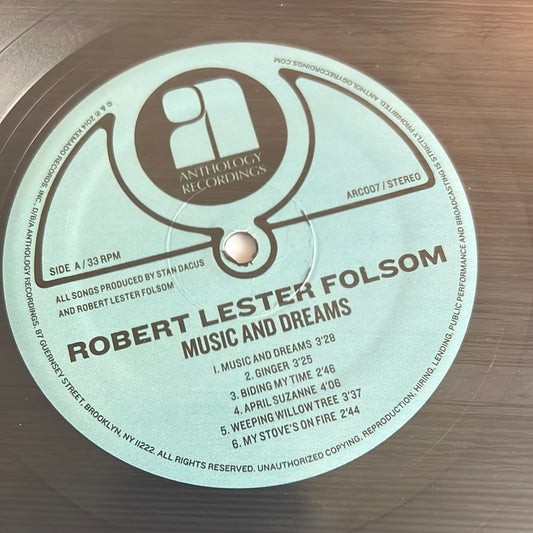 a
ANTHOLOGY
RECORDINGS
SIDE A / 33 RPM
ARC007 / STEREO
ALL SONGS PRODUCED BY STAN DACUS
AND ROBERT LESTER FOLSOM
ROBERT LESTER FOLSOM
MUSIC AND DREAMS
1. MUSIC AND DREAMS 3'28
2. GINGER 3'25
3. BIDING MY TIME 2'46
4. APRIL SUZANNE 4'06
5. WEEPING WILLOW TREE 3'37
6. MY STOVE'S ON FIRE 2'44
© & ℗ 2014 KEMADO RECORDS, INC., D/B/A ANTHOLOGY RECORDINGS. 87 GUERNSEY STREET, BROOKLYN, NY 11222. ALL RIGHTS RESERVED. UNAUTHORIZED COPYING, REPRODUCTION, HIRING, LENDING, PUBLIC PERFORMANCE AND BROADCASTING IS STRICTLY PROHIBITED. ANTHOLOGYRECORDINGS.COM